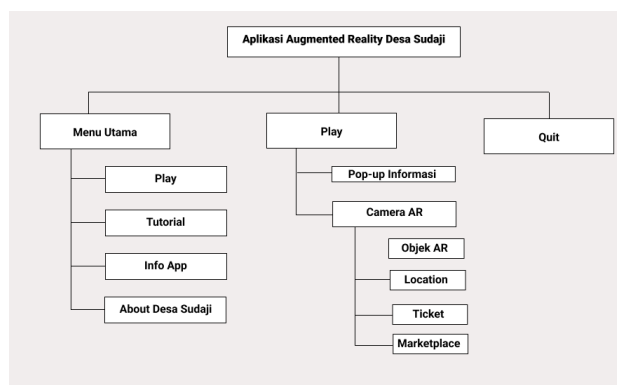 Aplikasi Augmented Reality Desa Sudaji
Menu Utama
Play
Tutorial
Info App
About Desa Sudaji
Play
Pop-up Informasi
Camera AR
Objek AR
Location
Ticket
Marketplace
Quit